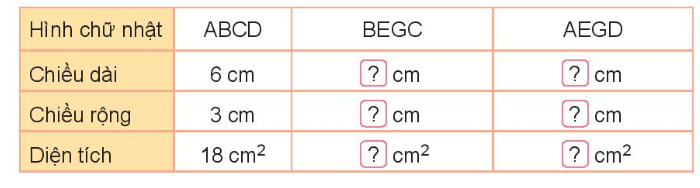 Hình chữ nhật ABCD BEGC AEGD
Chiều dài 6 cm ? cm ? cm
Chiều rộng 3 cm ? cm ? cm
Diện tích 18 cm² ? cm² ? cm²